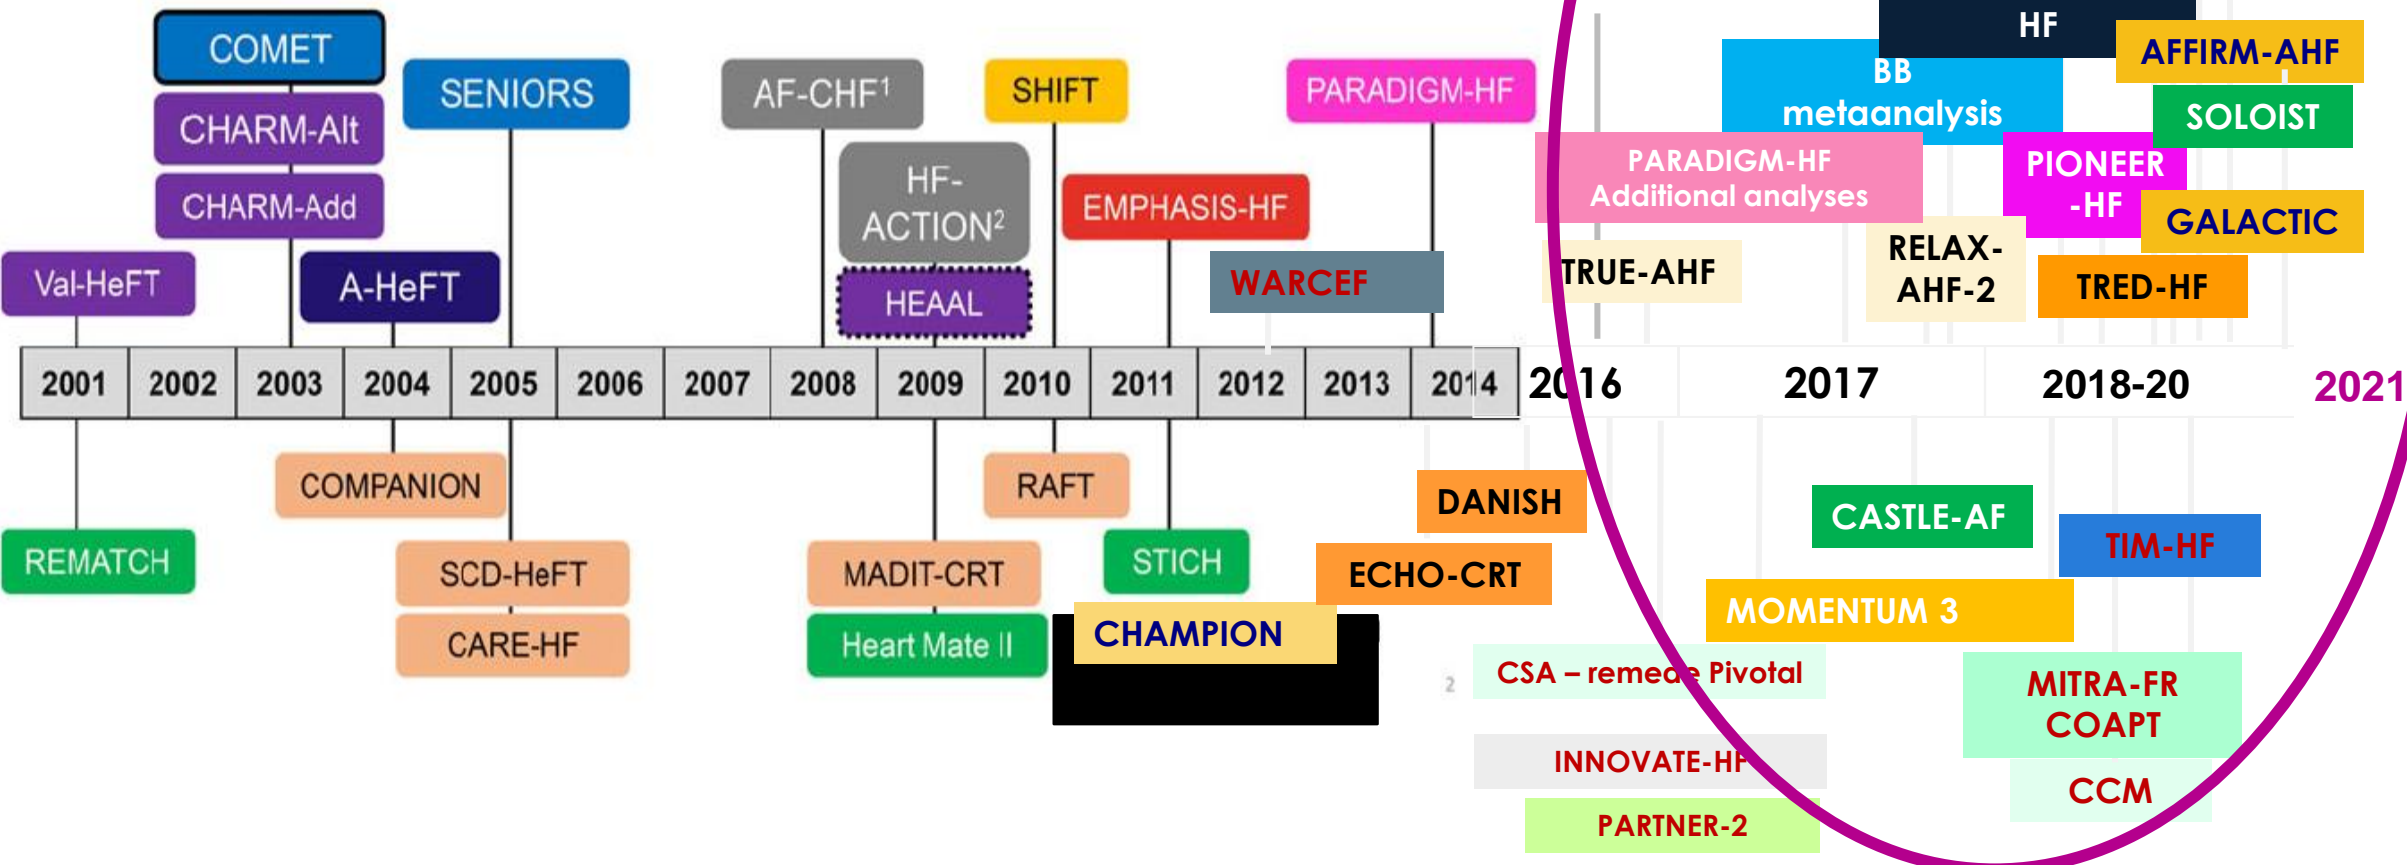 HF
AFFIRM-AHF
COMET
SENIORS
AF-CHF¹
SHIFT
PARADIGM-HF
BB
metaanalysis
SOLOIST
CHARM-Alt
PARADIGM-HF
Additional analyses
PIONEER
-HF
CHARM-Add
HF-
ACTION²
EMPHASIS-HF
GALACTIC
Val-HeFT
A-HeFT
HEAAL
WARCEF
TRUE-AHF
RELAX-
AHF-2
TRED-HF
2001 2002 2003 2004 2005 2006 2007 2008 2009 2010 2011 2012 2013 2014 2016 2017 2018-20 2021
COMPANION
RAFT
DANISH
CASTLE-AF
TIM-HF
REMATCH
SCD-HeFT
MADIT-CRT
STICH
ECHO-CRT
MOMENTUM 3
CARE-HF
Heart Mate II
CHAMPION
2
CSA – remede Pivotal
MITRA-FR
COAPT
INNOVATE-HF
CCM
PARTNER-2